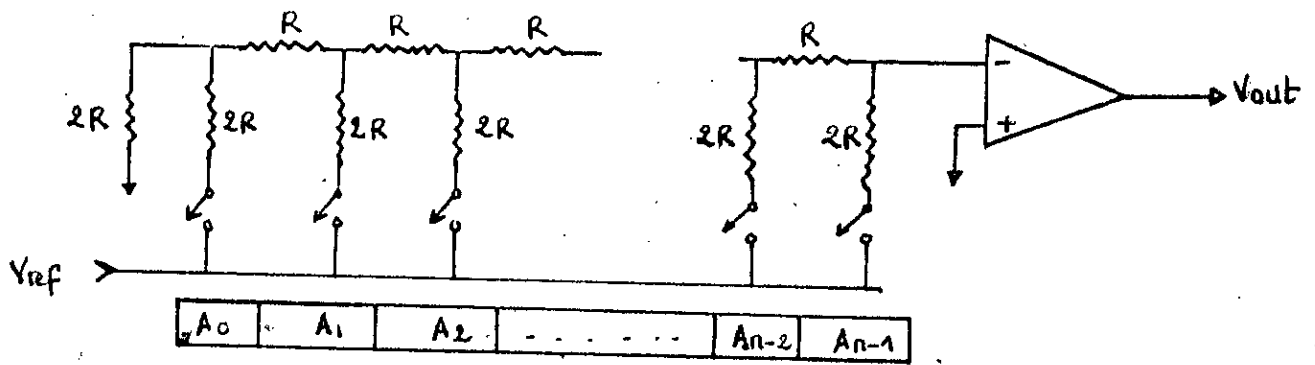 R R R R
2R 2R 2R 2R 2R 2R - + Vout
Vref
A0 A1 A2 . . . . . . An-2 An-1